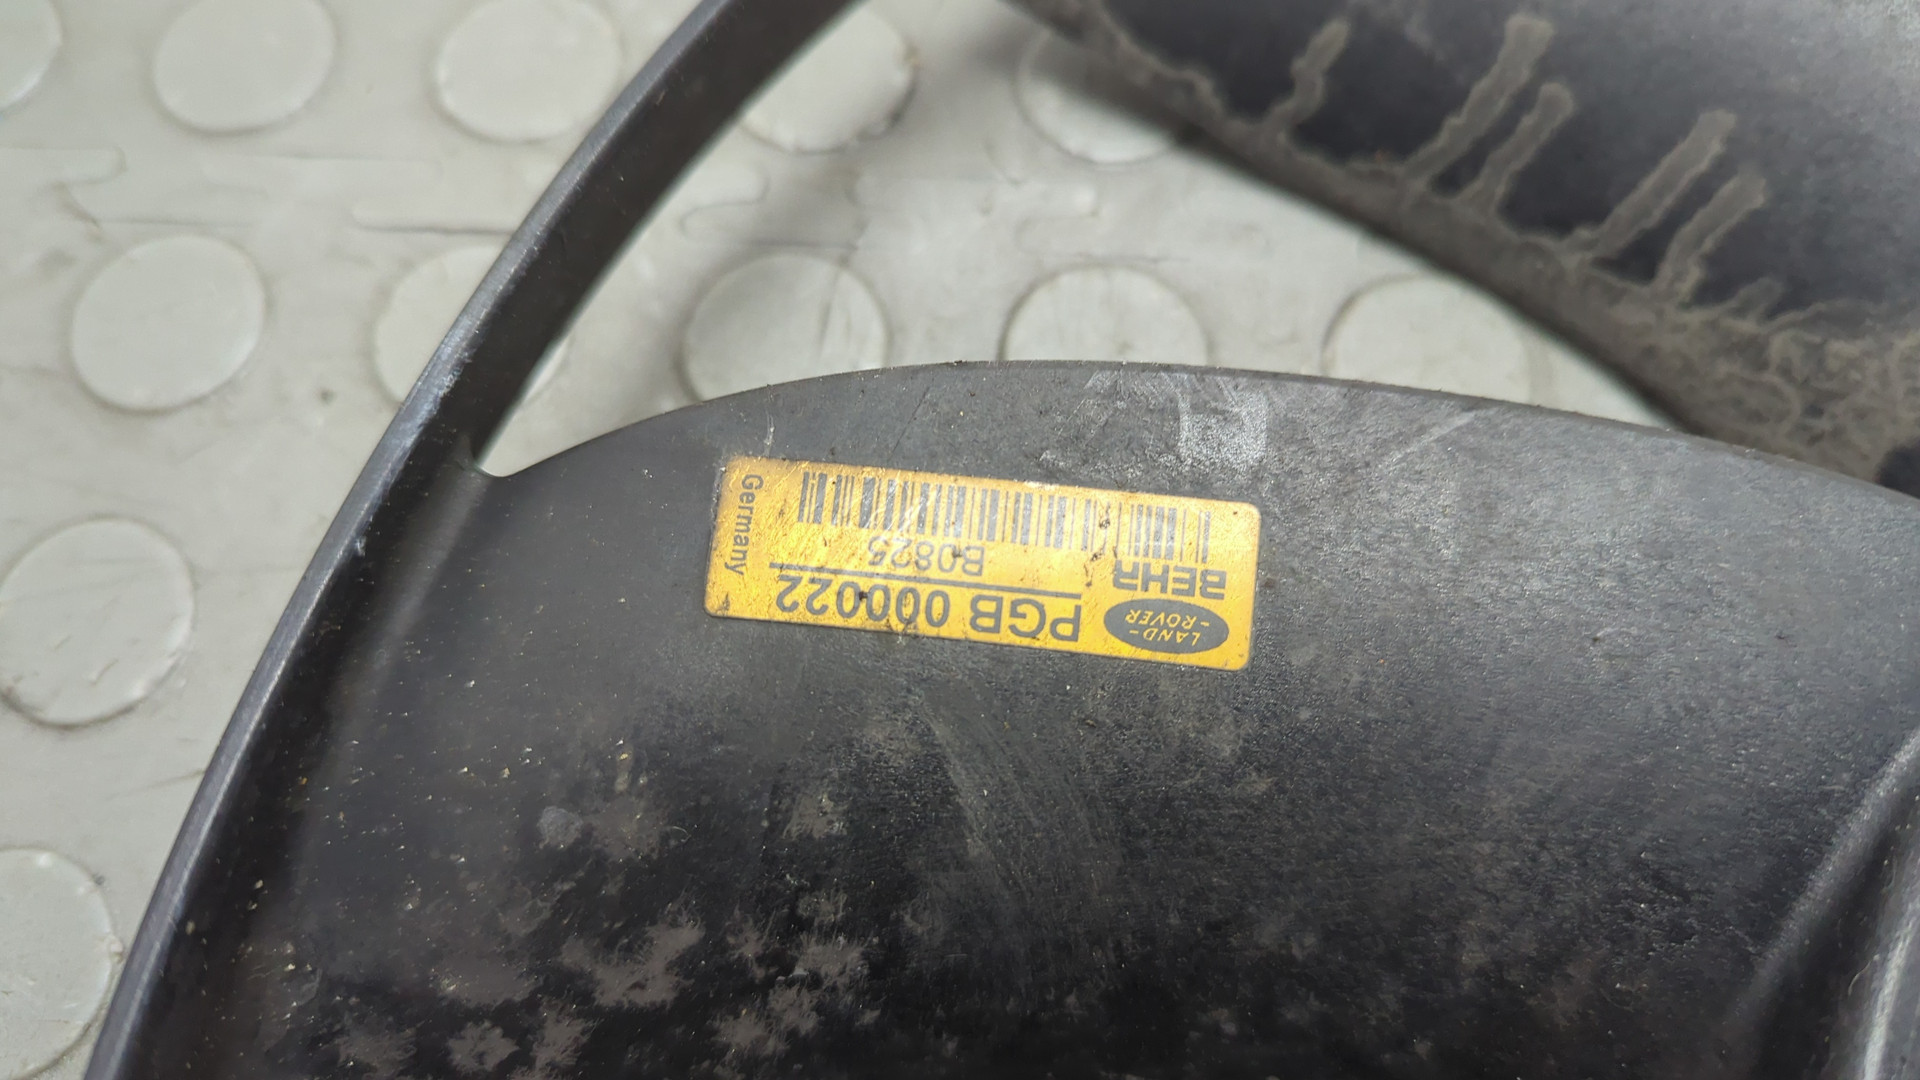 LAND-
-ROVER
PGB 000022
BEHR
B0825
Germany